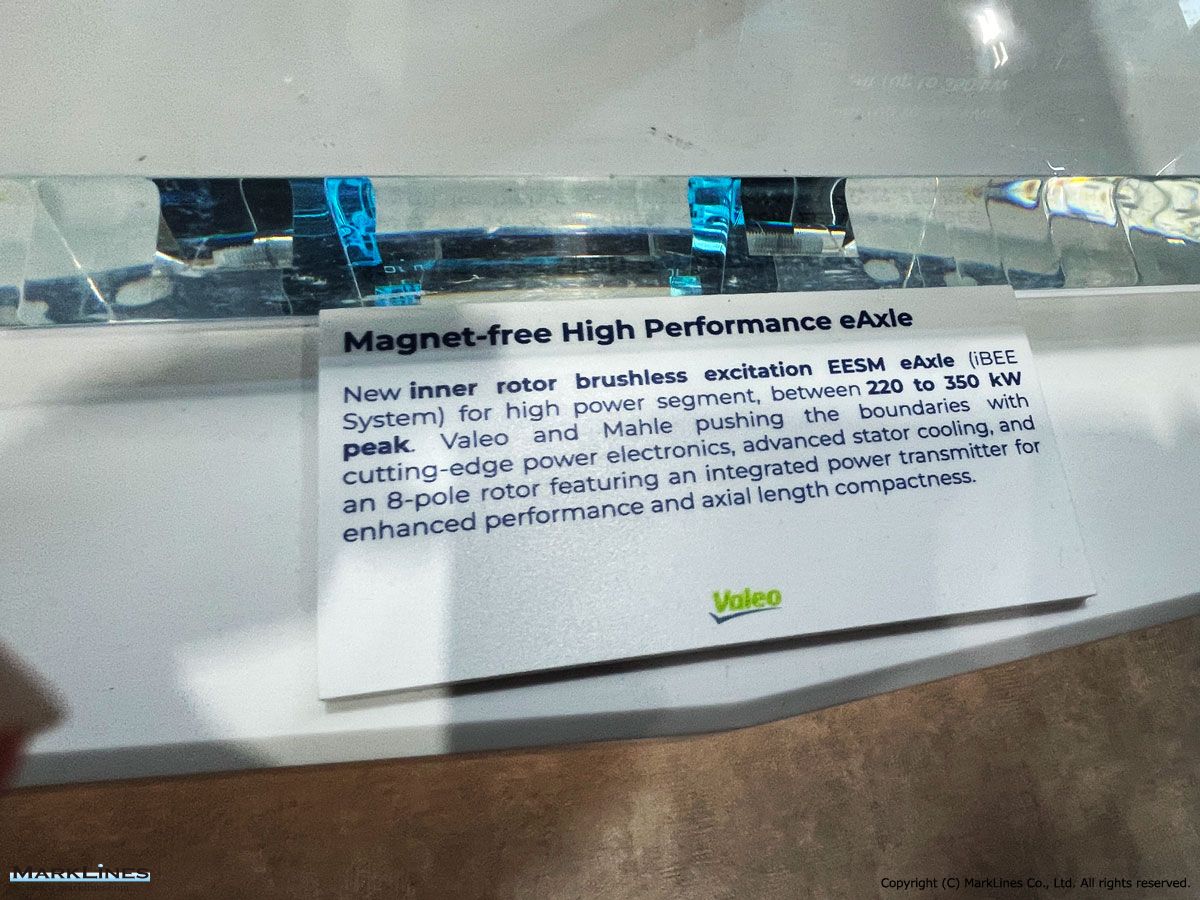 Magnet-free High Performance eAxle
New inner rotor brushless excitation EESM eAxle (iBEE
System) for high power segment, between 220 to 350 kW
peak. Valeo and Mahle pushing the boundaries with
cutting-edge power electronics, advanced stator cooling, and
an 8-pole rotor featuring an integrated power transmitter for
enhanced performance and axial length compactness.
Valeo
MARKLINES
Copyright (C) MarkLines Co., Ltd. All rights reserved.